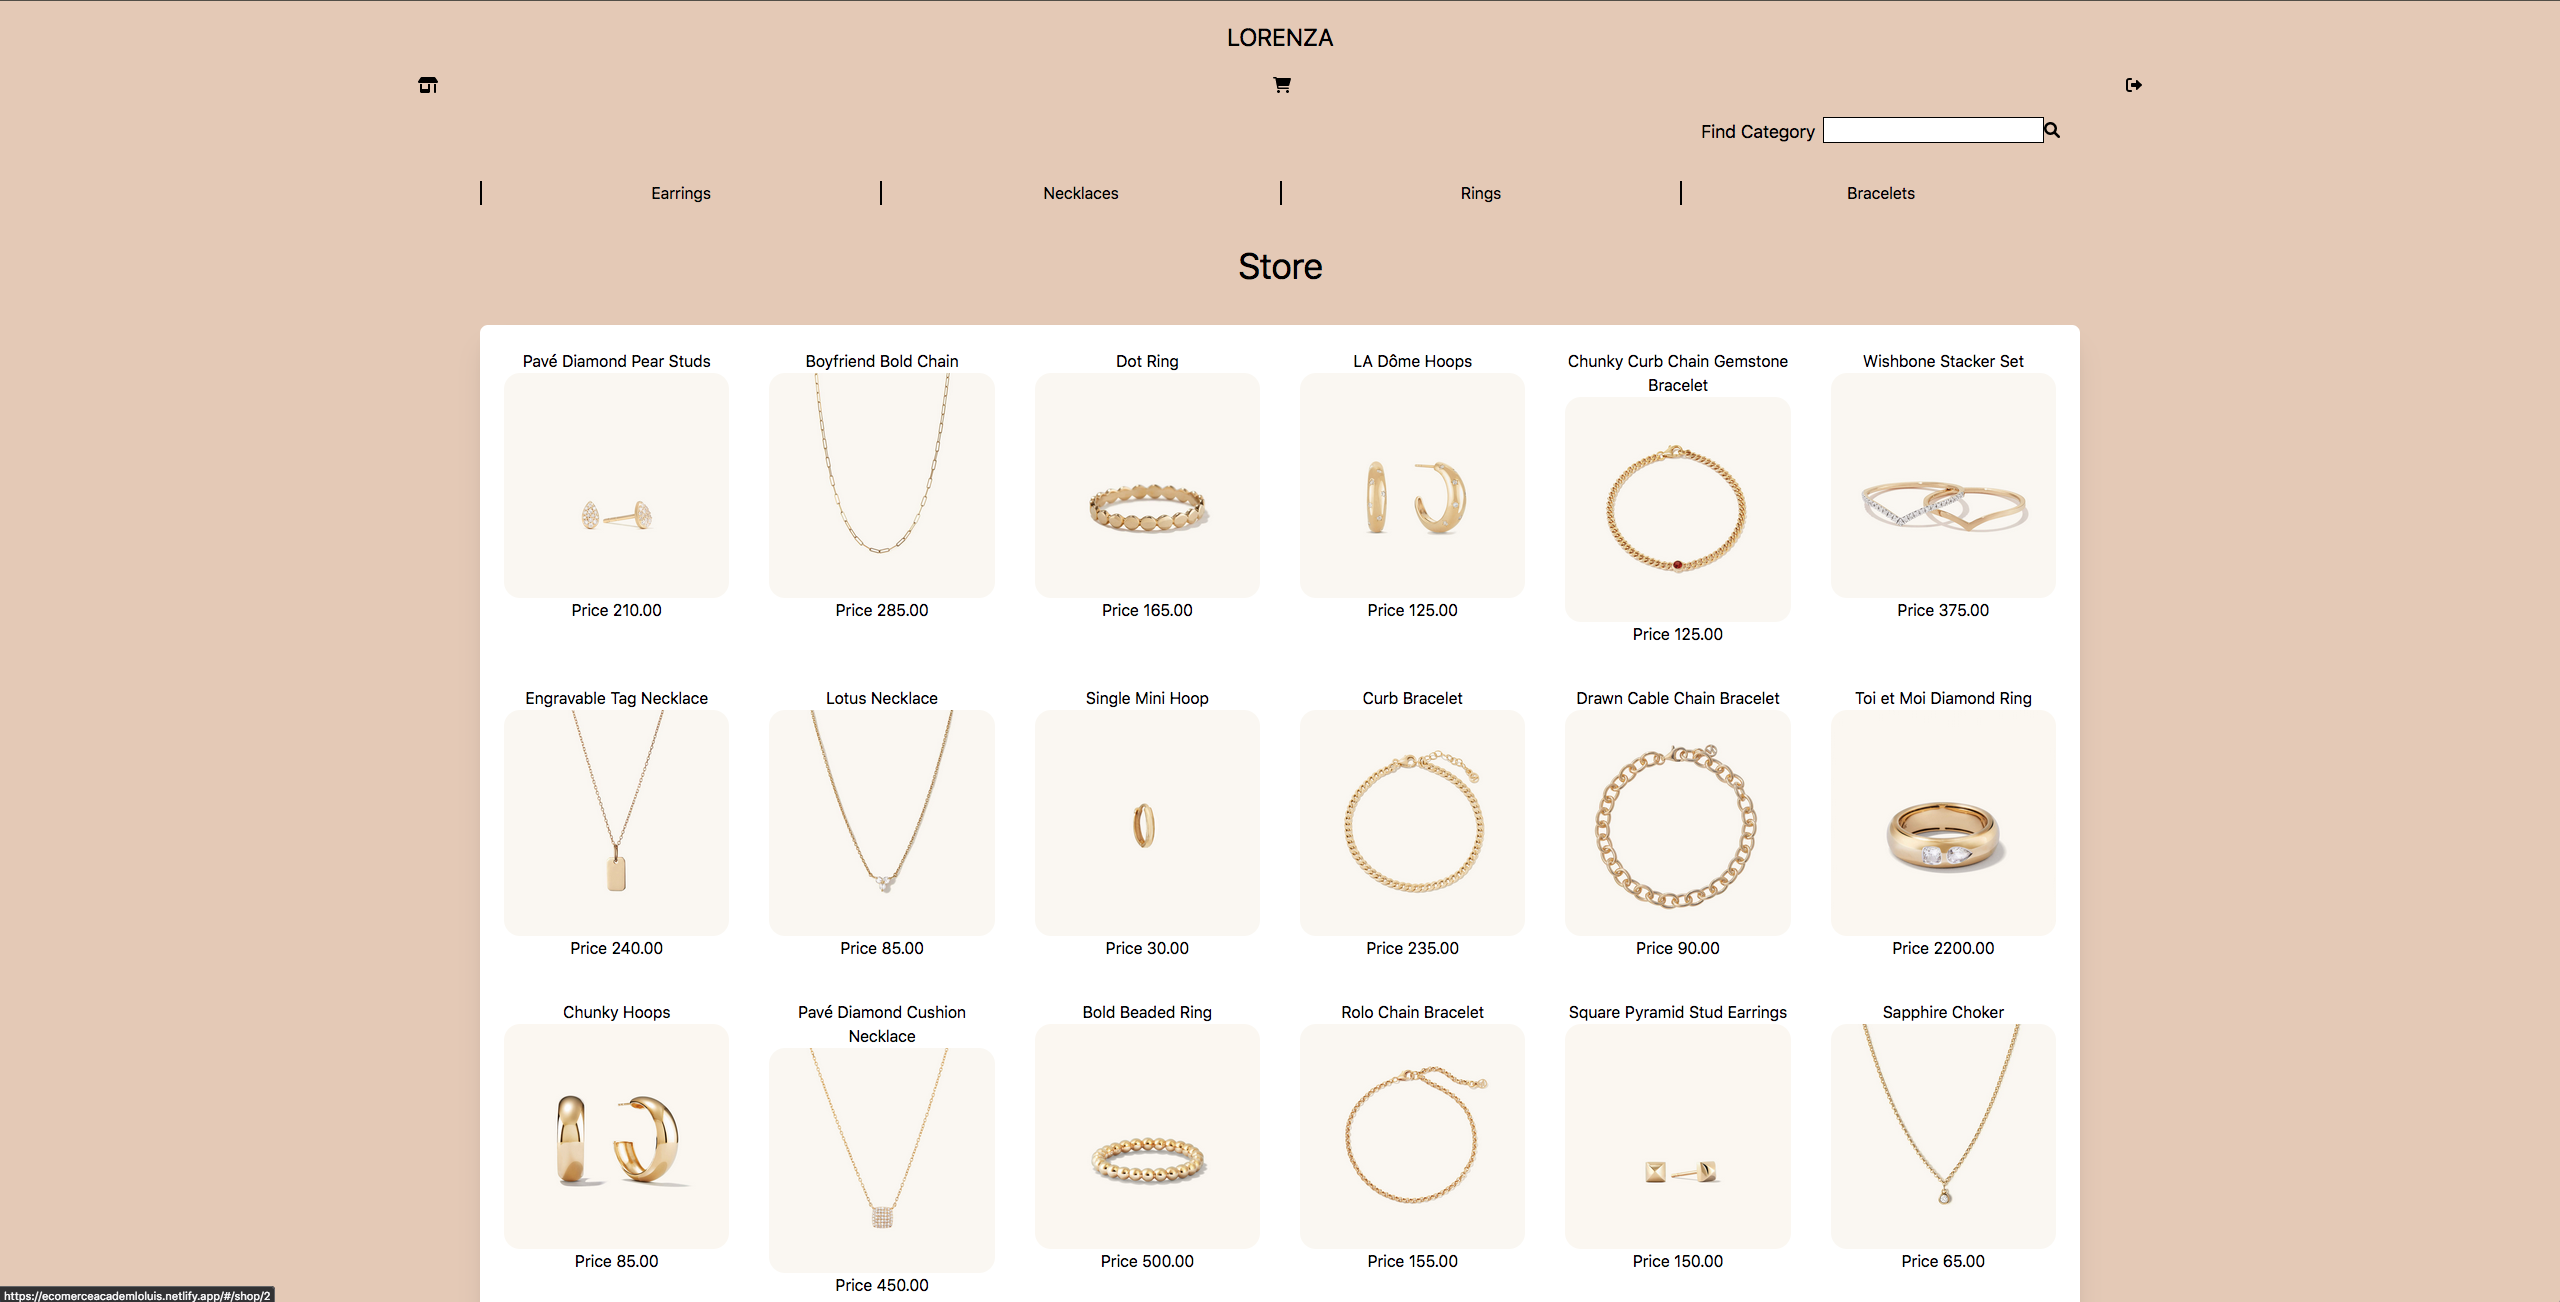 LORENZA
Find Category
Earrings Necklaces Rings Bracelets
Store
Pavé Diamond Pear Studs
Price 210.00
Boyfriend Bold Chain
Price 285.00
Dot Ring
Price 165.00
LA Dôme Hoops
Price 125.00
Chunky Curb Chain Gemstone
Bracelet
Price 125.00
Wishbone Stacker Set
Price 375.00
Engravable Tag Necklace
Price 240.00
Lotus Necklace
Price 85.00
Single Mini Hoop
Price 30.00
Curb Bracelet
Price 235.00
Drawn Cable Chain Bracelet
Price 90.00
Toi et Moi Diamond Ring
Price 2200.00
Chunky Hoops
Price 85.00
Pavé Diamond Cushion
Necklace
Price 450.00
Bold Beaded Ring
Price 500.00
Rolo Chain Bracelet
Price 155.00
Square Pyramid Stud Earrings
Price 150.00
Sapphire Choker
Price 65.00
https://ecomerceacademloluis.netlify.app/#/shop/2